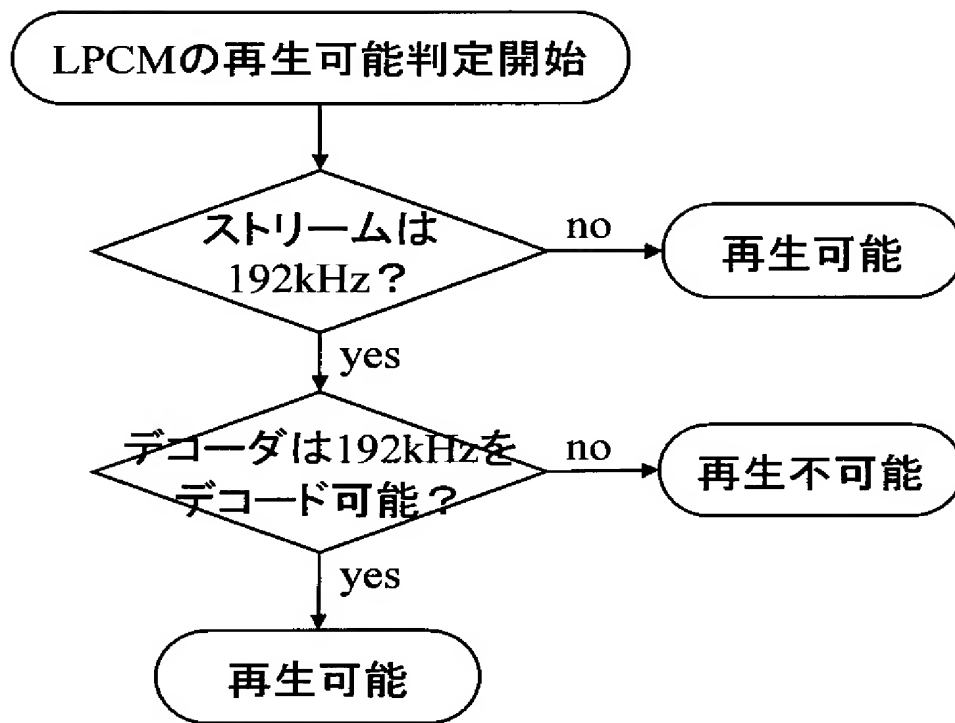 LPCMの再生可能判定開始
ストリームは
192kHz？
no
再生可能
yes
デコーダは192kHzを
デコード可能？
no
再生不可能
yes
再生可能